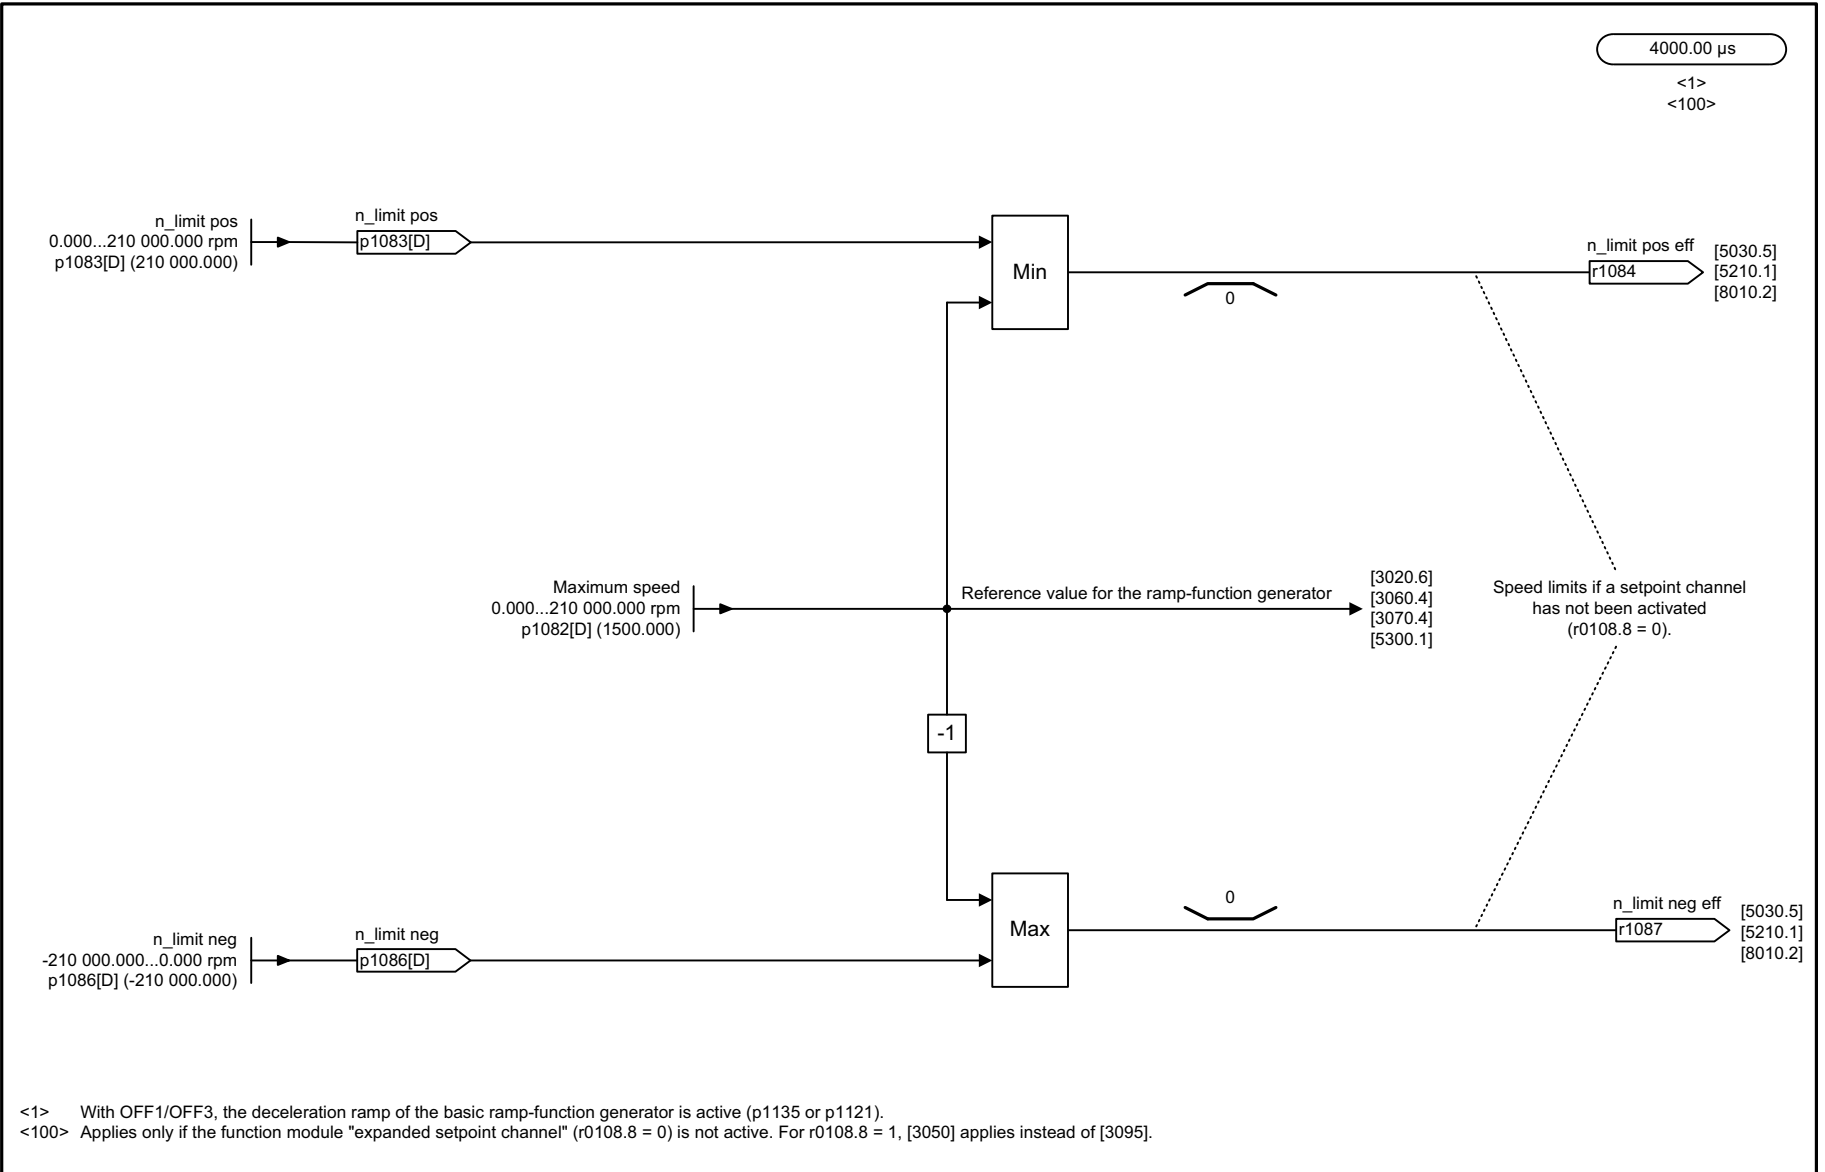 4000.00 µs
<1>
<100>
n_limit pos
0.000...210 000.000 rpm
p1083[D] (210 000.000)
n_limit pos
p1083[D]
Min
0
n_limit pos eff
r1084
[5030.5]
[5210.1]
[8010.2]
Maximum speed
0.000...210 000.000 rpm
p1082[D] (1500.000)
Reference value for the ramp-function generator
[3020.6]
[3060.4]
[3070.4]
[5300.1]
Speed limits if a setpoint channel
has not been activated
(r0108.8 = 0).
-1
n_limit neg
-210 000.000...0.000 rpm
p1086[D] (-210 000.000)
n_limit neg
p1086[D]
Max
0
n_limit neg eff
r1087
[5030.5]
[5210.1]
[8010.2]
<1> With OFF1/OFF3, the deceleration ramp of the basic ramp-function generator is active (p1135 or p1121).
<100> Applies only if the function module "expanded setpoint channel" (r0108.8 = 0) is not active. For r0108.8 = 1, [3050] applies instead of [3095].